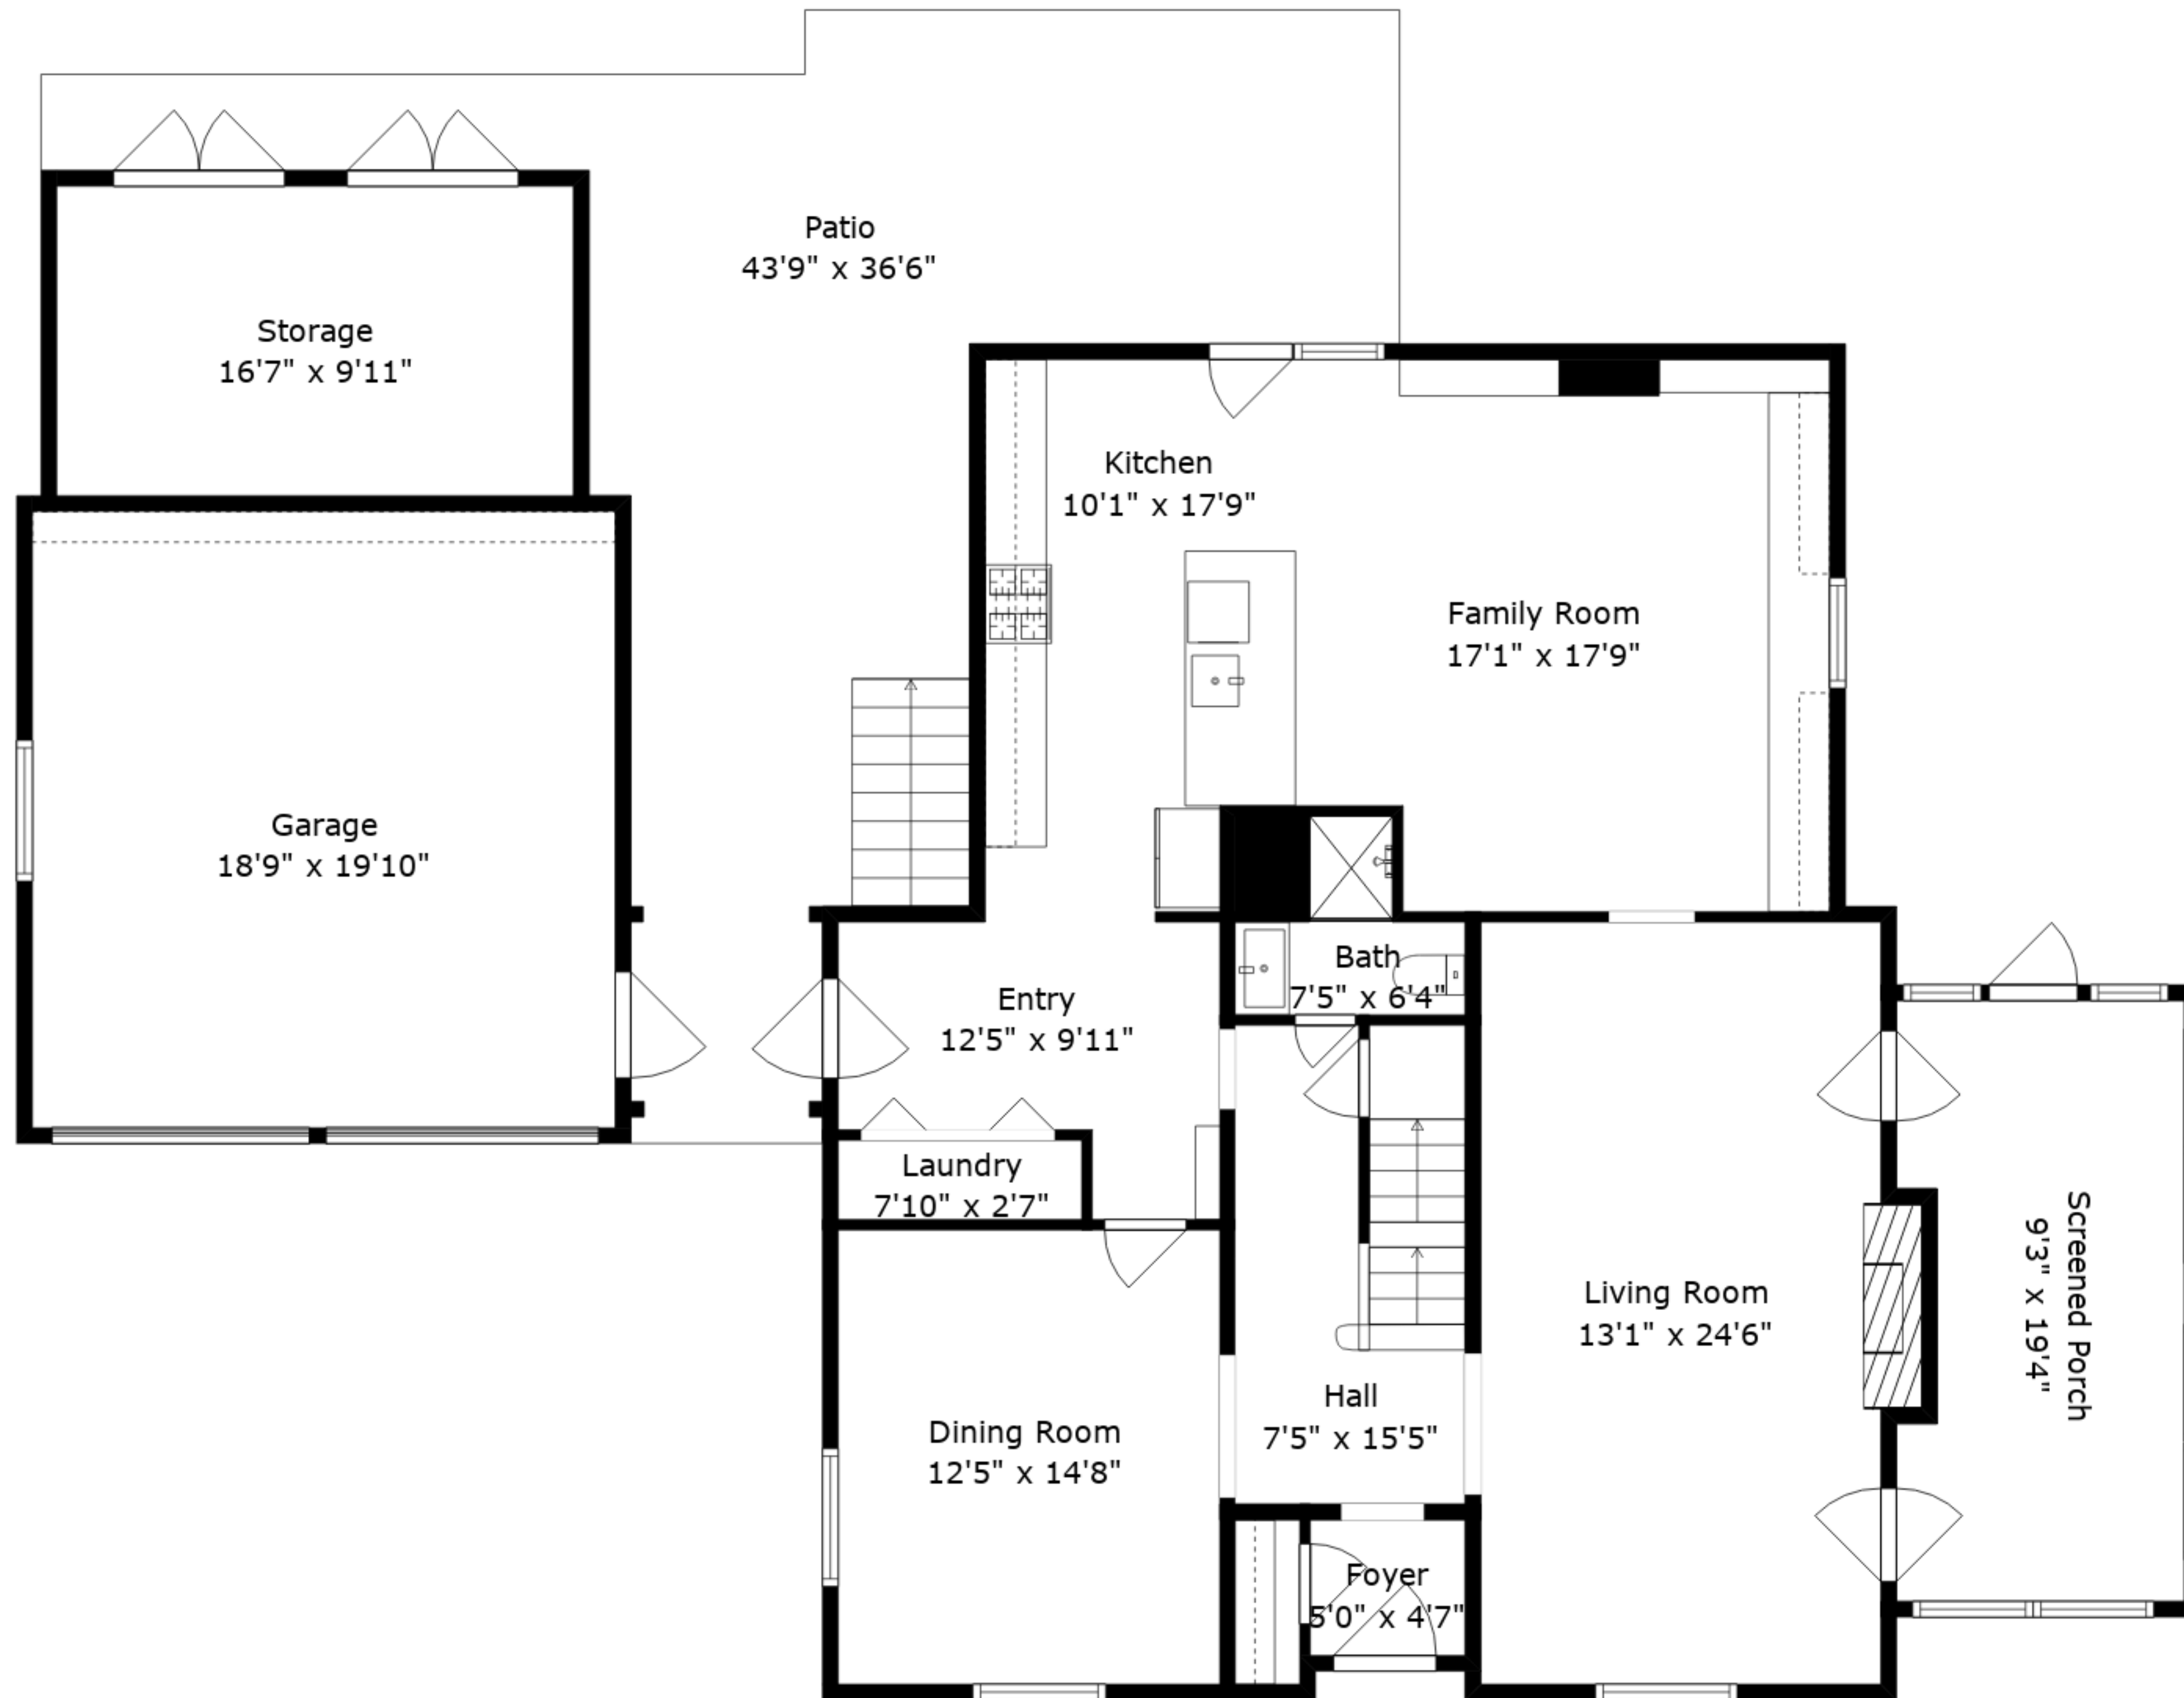 Patio
43'9" x 36'6"
Storage
16'7" x 9'11"
Kitchen
10'1" x 17'9"
Family Room
17'1" x 17'9"
Garage
18'9" x 19'10"
Bath
7'5" x 6'4"
Entry
12'5" x 9'11"
Laundry
7'10" x 2'7"
Screened Porch
9'3" x 19'4"
Living Room
13'1" x 24'6"
Hall
7'5" x 15'5"
Dining Room
12'5" x 14'8"
Foyer
5'0" x 4'7"